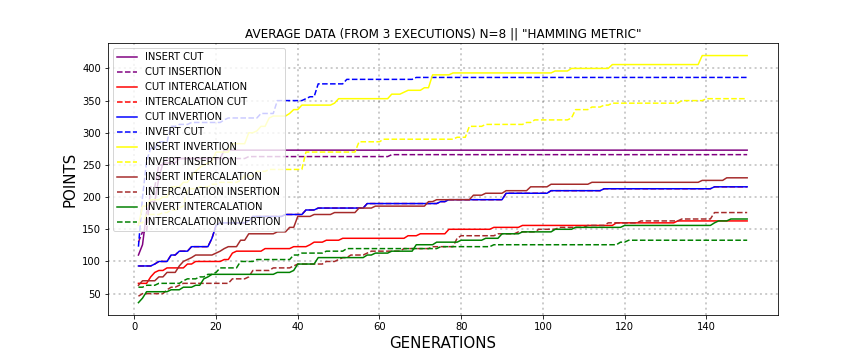 AVERAGE DATA (FROM 3 EXECUTIONS) N=8 || "HAMMING METRIC"
INSERT CUT
CUT INSERTION
CUT INTERCALATION
INTERCALATION CUT
CUT INVERTION
INVERT CUT
INSERT INVERTION
INVERT INSERTION
INSERT INTERCALATION
INTERCALATION INSERTION
INVERT INTERCALATION
INTERCALATION INVERTION
POINTS
400
350
300
250
200
150
100
50
0 20 40 60 80 100 120 140
GENERATIONS